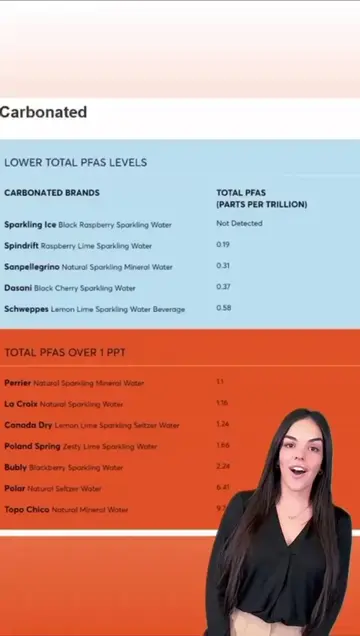 Carbonated
LOWER TOTAL PFAS LEVELS
CARBONATED BRANDS TOTAL PFAS
(PARTS PER TRILLION)
Sparkling Ice Black Raspberry Sparkling Water Not Detected
Spindrift Raspberry Lime Sparkling Water 0.19
Sanpellegrino Natural Sparkling Mineral Water 0.31
Dasani Black Cherry Sparkling Water 0.37
Schweppes Lemon Lime Sparkling Water Beverage 0.58
TOTAL PFAS OVER 1 PPT
Perrier Natural Sparkling Mineral Water 1.1
La Croix Natural Sparkling Water 1.16
Canada Dry Lemon Lime Sparkling Seltzer Water 1.24
Poland Spring Zesty Lime Sparkling Water 1.66
Bubly Blackberry Sparkling Water 2.24
Polar Natural Seltzer Water 6.41
Topo Chico Natural Mineral Water